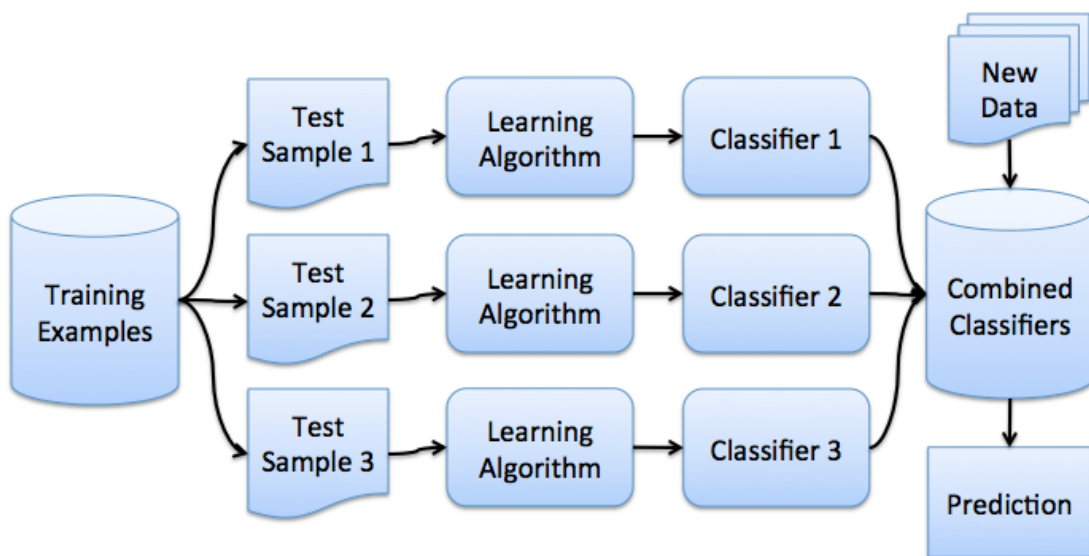 Training
Examples
Test
Sample 1
Learning
Algorithm
Classifier 1
Test
Sample 2
Learning
Algorithm
Classifier 2
Test
Sample 3
Learning
Algorithm
Classifier 3
New
Data
Combined
Classifiers
Prediction